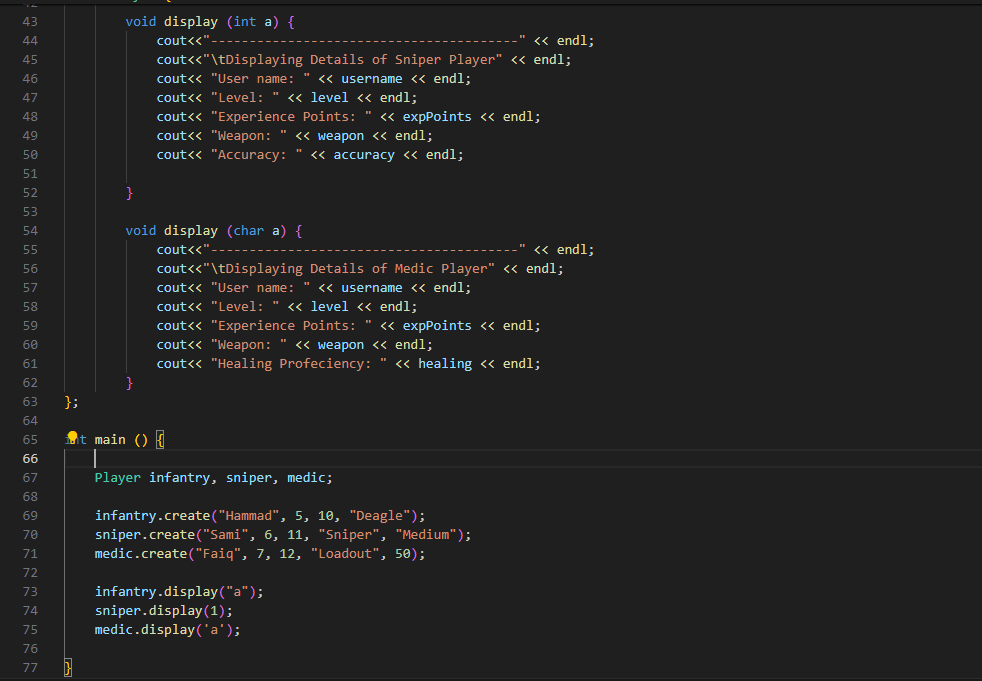 43 void display (int a) {
44 cout<<"----------------------------------------" << endl;
45 cout<<"\tDisplaying Details of Sniper Player" << endl;
46 cout<< "User name: " << username << endl;
47 cout<< "Level: " << level << endl;
48 cout<< "Experience Points: " << expPoints << endl;
49 cout<< "Weapon: " << weapon << endl;
50 cout<< "Accuracy: " << accuracy << endl;
51
52 }
53
54 void display (char a) {
55 cout<<"----------------------------------------" << endl;
56 cout<<"\tDisplaying Details of Medic Player" << endl;
57 cout<< "User name: " << username << endl;
58 cout<< "Level: " << level << endl;
59 cout<< "Experience Points: " << expPoints << endl;
60 cout<< "Weapon: " << weapon << endl;
61 cout<< "Healing Profeciency: " << healing << endl;
62 }
63 };
64
65 int main () {
66
67 Player infantry, sniper, medic;
68
69 infantry.create("Hammad", 5, 10, "Deagle");
70 sniper.create("Sami", 6, 11, "Sniper", "Medium");
71 medic.create("Faiq", 7, 12, "Loadout", 50);
72
73 infantry.display("a");
74 sniper.display(1);
75 medic.display('a');
76
77 }